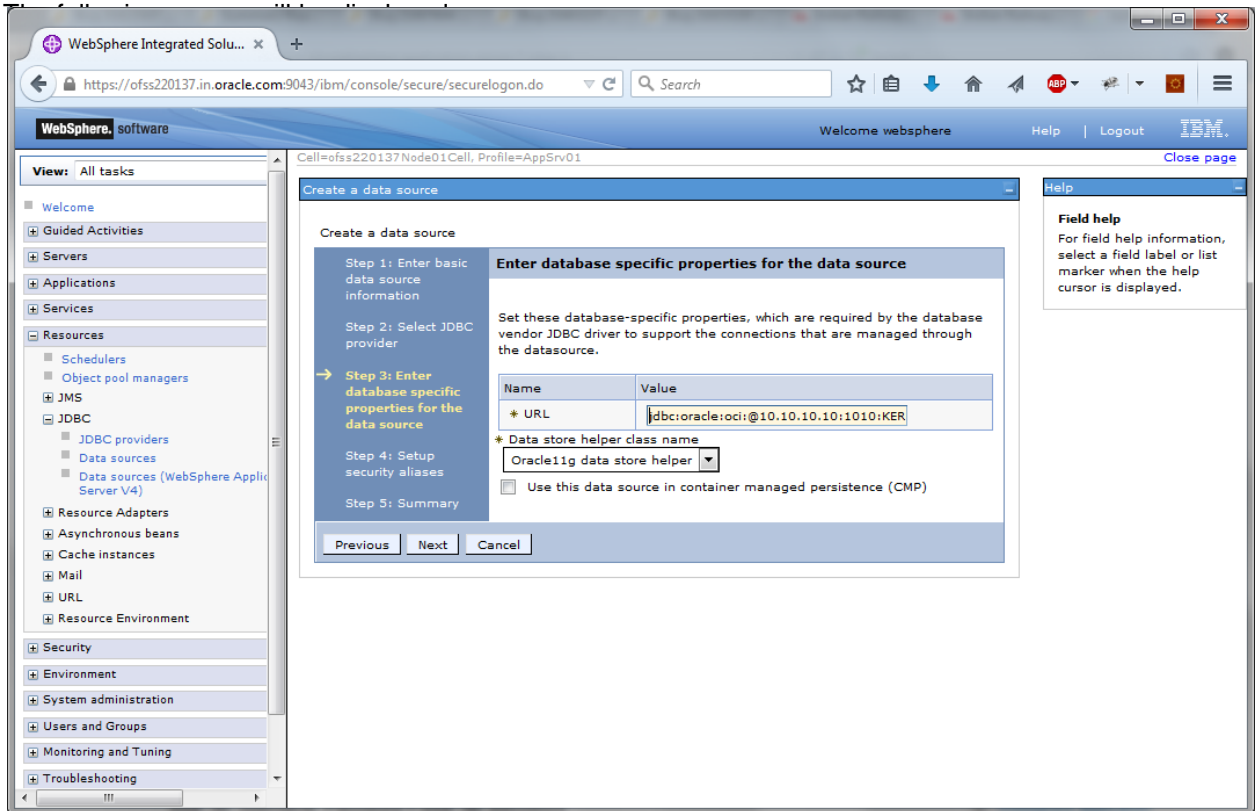 WebSphere Integrated Solu...
https://ofss220137.in.oracle.com:9043/ibm/console/secure/securelogon.do
Search
ABP
WebSphere. software
Welcome websphere
Help | Logout
IBM.
View: All tasks
Welcome
Guided Activities
Servers
Applications
Services
Resources
Schedulers
Object pool managers
JMS
JDBC
JDBC providers
Data sources
Data sources (WebSphere Applic
Server V4)
Resource Adapters
Asynchronous beans
Cache instances
Mail
URL
Resource Environment
Security
Environment
System administration
Users and Groups
Monitoring and Tuning
Troubleshooting
Cell=ofss220137Node01Cell, Profile=AppSrv01
Close page
Create a data source
Create a data source
Step 1: Enter basic
data source
information
Step 2: Select JDBC
provider
Step 3: Enter
database specific
properties for the
data source
Step 4: Setup
security aliases
Step 5: Summary
Enter database specific properties for the data source
Set these database-specific properties, which are required by the database
vendor JDBC driver to support the connections that are managed through
the datasource.
Name Value
* URL jdbc:oracle:oci:@10.10.10.10:1010:KER
* Data store helper class name
Oracle11g data store helper
Use this data source in container managed persistence (CMP)
Previous Next Cancel
Help
Field help
For field help information,
select a field label or list
marker when the help
cursor is displayed.